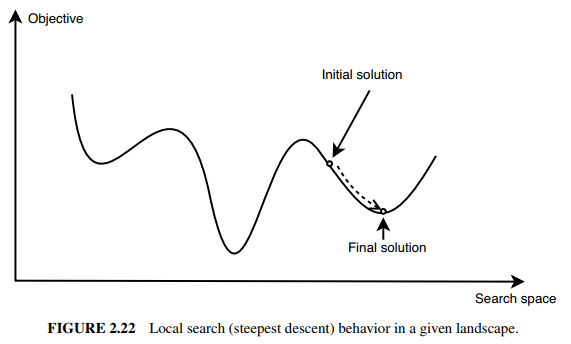 Objective
Initial solution
Final solution
Search space
FIGURE 2.22 Local search (steepest descent) behavior in a given landscape.